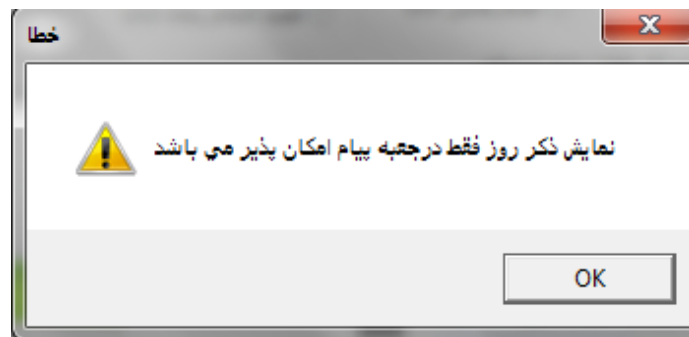 خطا
نمایش ذکر روز فقط درجعبه پیام امکان پذیر می باشد
OK